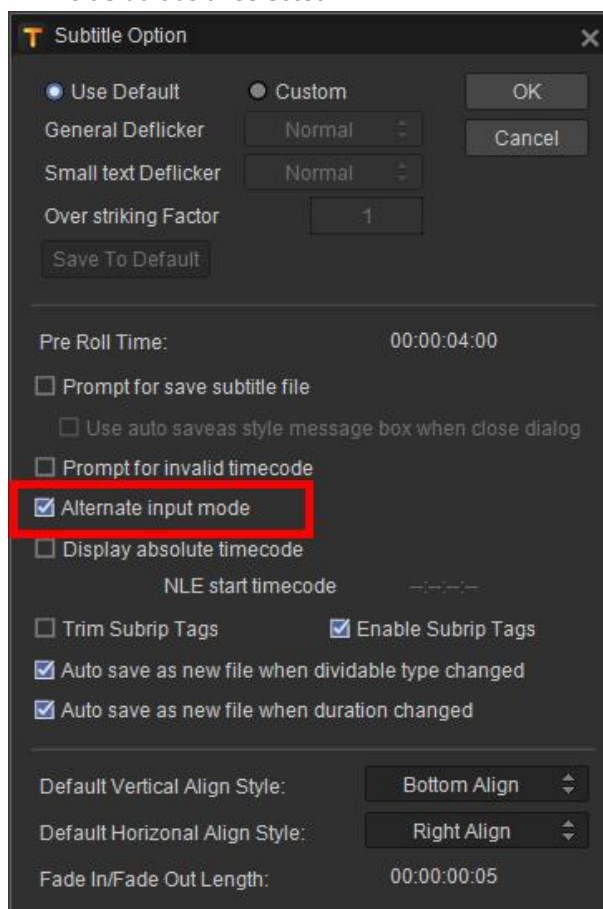 T Subtitle Option
Use Default Custom OK
General Deflicker Normal Cancel
Small text Deflicker Normal
Over striking Factor 1
Save To Default
Pre Roll Time: 00:00:04:00
Prompt for save subtitle file
Use auto saveas style message box when close dialog
Prompt for invalid timecode
Alternate input mode
Display absolute timecode
NLE start timecode --:--:--:--
Trim Subrip Tags Enable Subrip Tags
Auto save as new file when dividable type changed
Auto save as new file when duration changed
Default Vertical Align Style: Bottom Align
Default Horizonal Align Style: Right Align
Fade In/Fade Out Length: 00:00:00:05